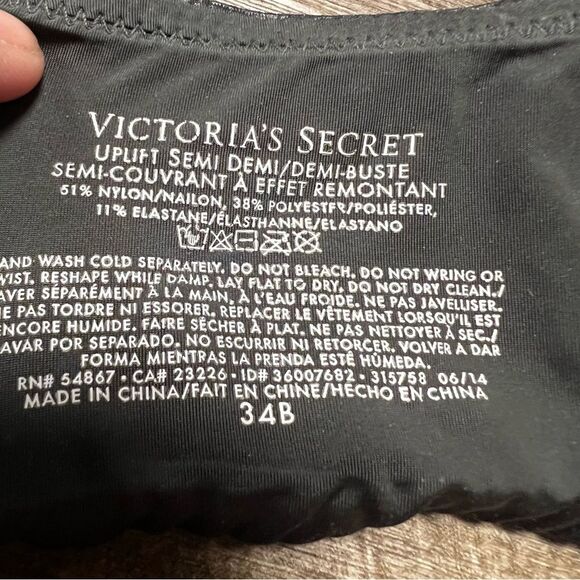 VICTORIA'S SECRET
UPLIFT SEMI DEMI/DEMI-BUSTE
SEMI-COUVRANT À EFFET REMONTANT
51% NYLON/NAILON, 38% POLYESTER/POLIÉSTER,
11% ELASTANE/ÉLASTHANNE/ELASTANO
AND WASH COLD SEPARATELY. DO NOT BLEACH. DO NOT WRING OR
WIST. RESHAPE WHILE DAMP. LAY FLAT TO DRY. DO NOT DRY CLEAN./
AVER SÉPARÉMENT À LA MAIN, À L'EAU FROIDE. NE PAS JAVELLISER.
NE PAS TORDRE NI ESSORER. REPLACER LE VÊTEMENT LORSQU'IL EST
ENCORE HUMIDE. FAIRE SÉCHER À PLAT. NE PAS NETTOYER À SEC./
AVAR POR SEPARADO. NO ESCURRIR NI RETORCER. VOLVER A DAR
FORMA MIENTRAS LA PRENDA ESTÉ HÚMEDA.
RN# 54867 • CA# 23226 • ID# 36007682 • 315758 06/14
MADE IN CHINA/FAIT EN CHINE/HECHO EN CHINA
34B